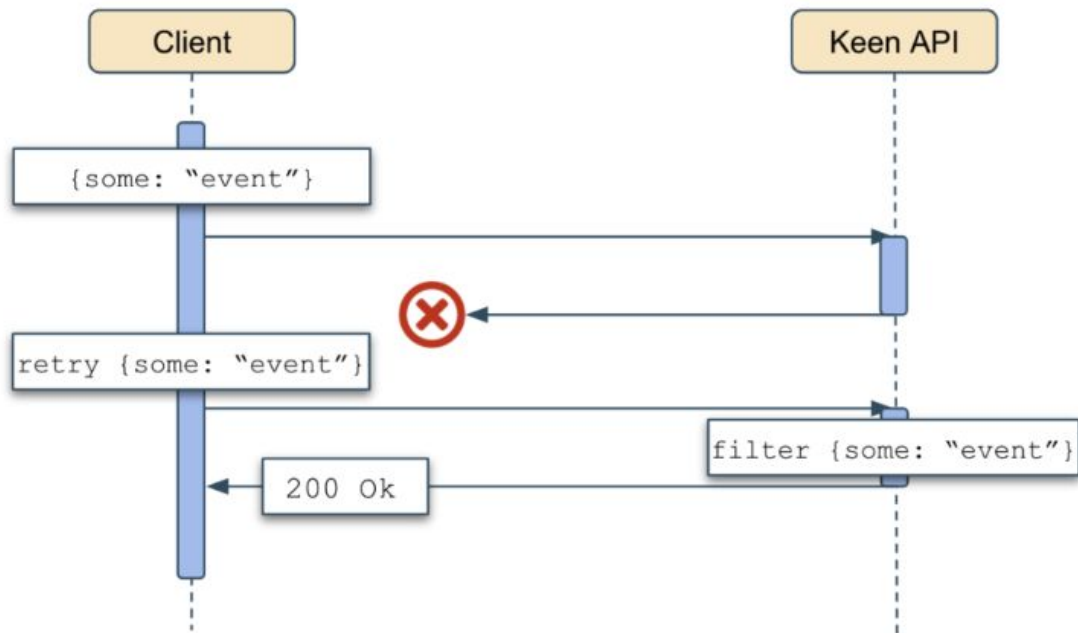 Client
Keen API
{some: “event”}
retry {some: “event”}
filter {some: “event”}
200 Ok